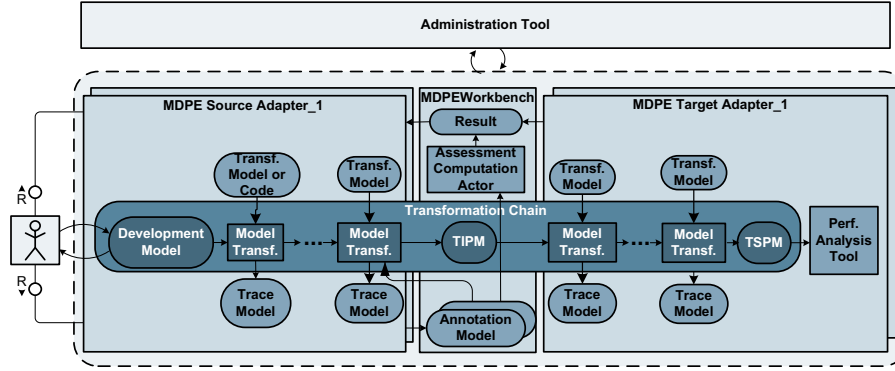 Administration Tool
MDPE Source Adapter_1
MDPEWorkbench
MDPE Target Adapter_1
Result
Assessment
Computation
Actor
Transf.
Model or
Code
Transf.
Model
Transf.
Model
Transf.
Model
Transformation Chain
Development
Model
Model
Transf.
...
Model
Transf.
TIPM
Model
Transf.
...
Model
Transf.
TSPM
Perf.
Analysis
Tool
Trace
Model
Trace
Model
Annotation
Model
Trace
Model
Trace
Model
R
R